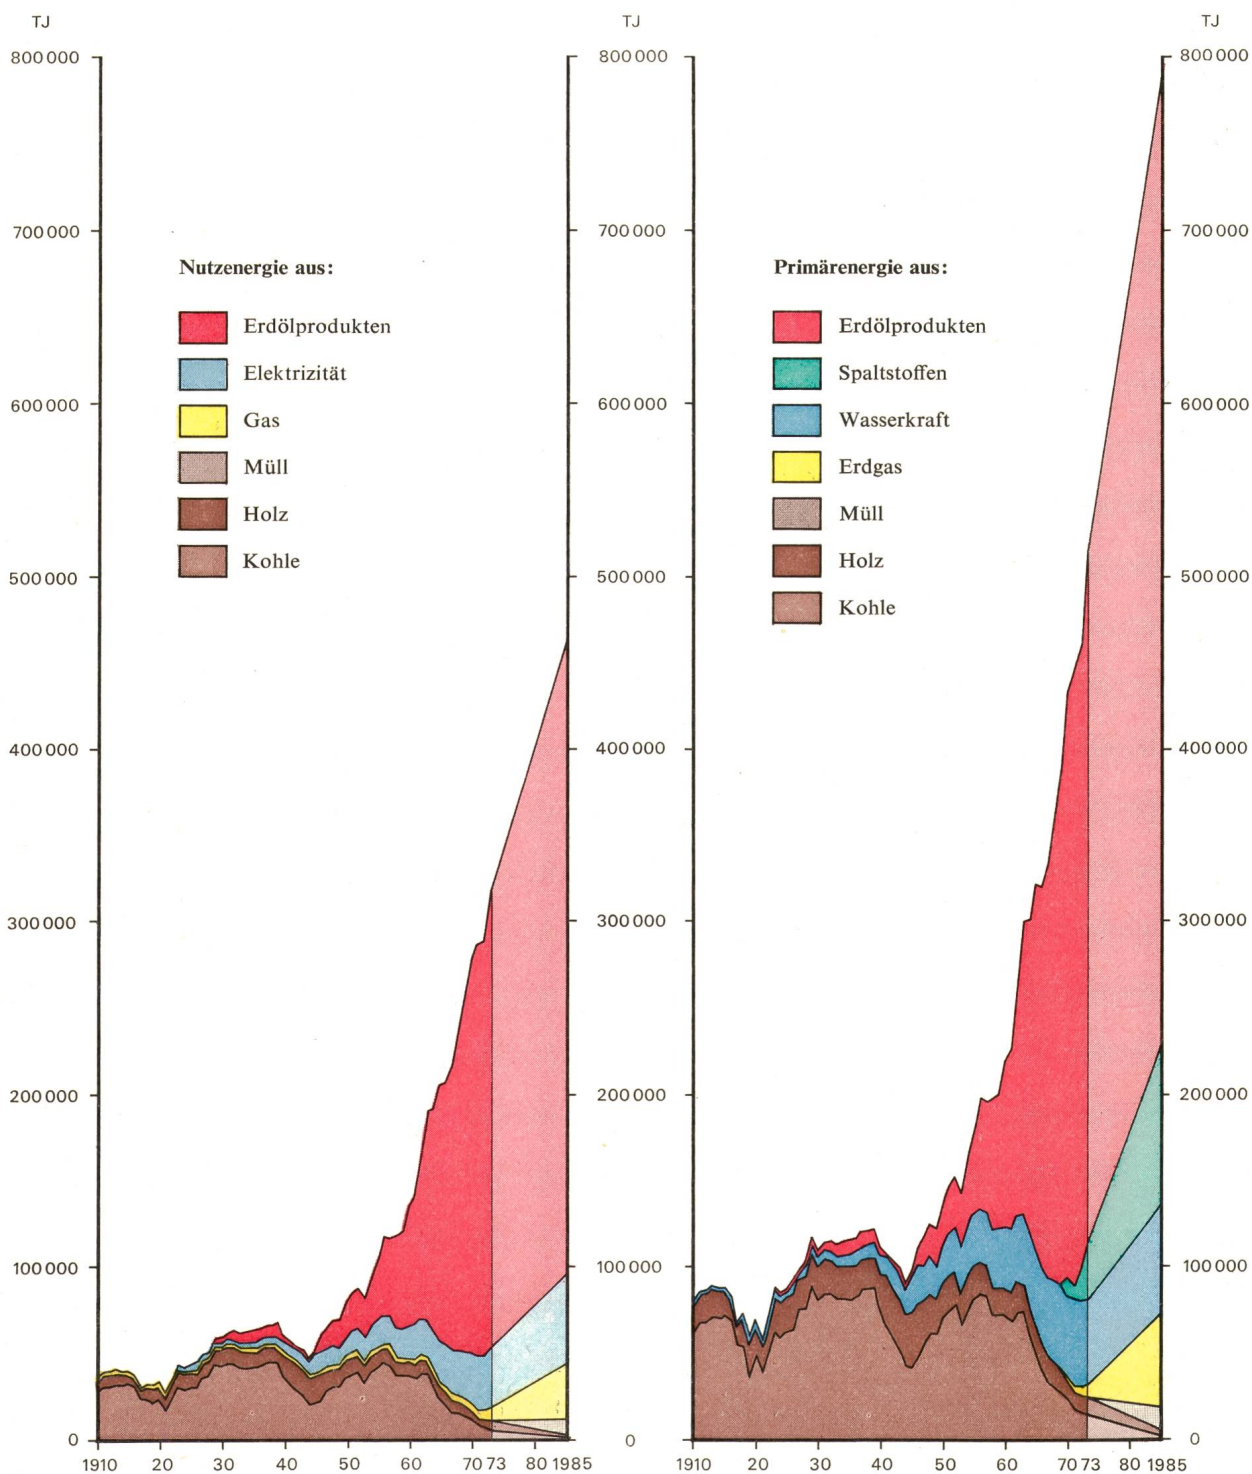 TJ
TJ
TJ
800 000
800 000
800 000
700 000
700 000
700 000
Nutzenergie aus:
Primärenergie aus:
Erdölprodukten
Erdölprodukten
Elektrizität
Spaltstoffen
600 000
600 000
600 000
Gas
Wasserkraft
Müll
Erdgas
Holz
Müll
Kohle
Holz
500 000
500 000
500 000
Kohle
400 000
400 000
400 000
300 000
300 000
300 000
200 000
200 000
200 000
100 000
100 000
100 000
0
0
0
1910 20 30 40 50 60 70 73 80 1985
1910 20 30 40 50 60 70 73 80 1985